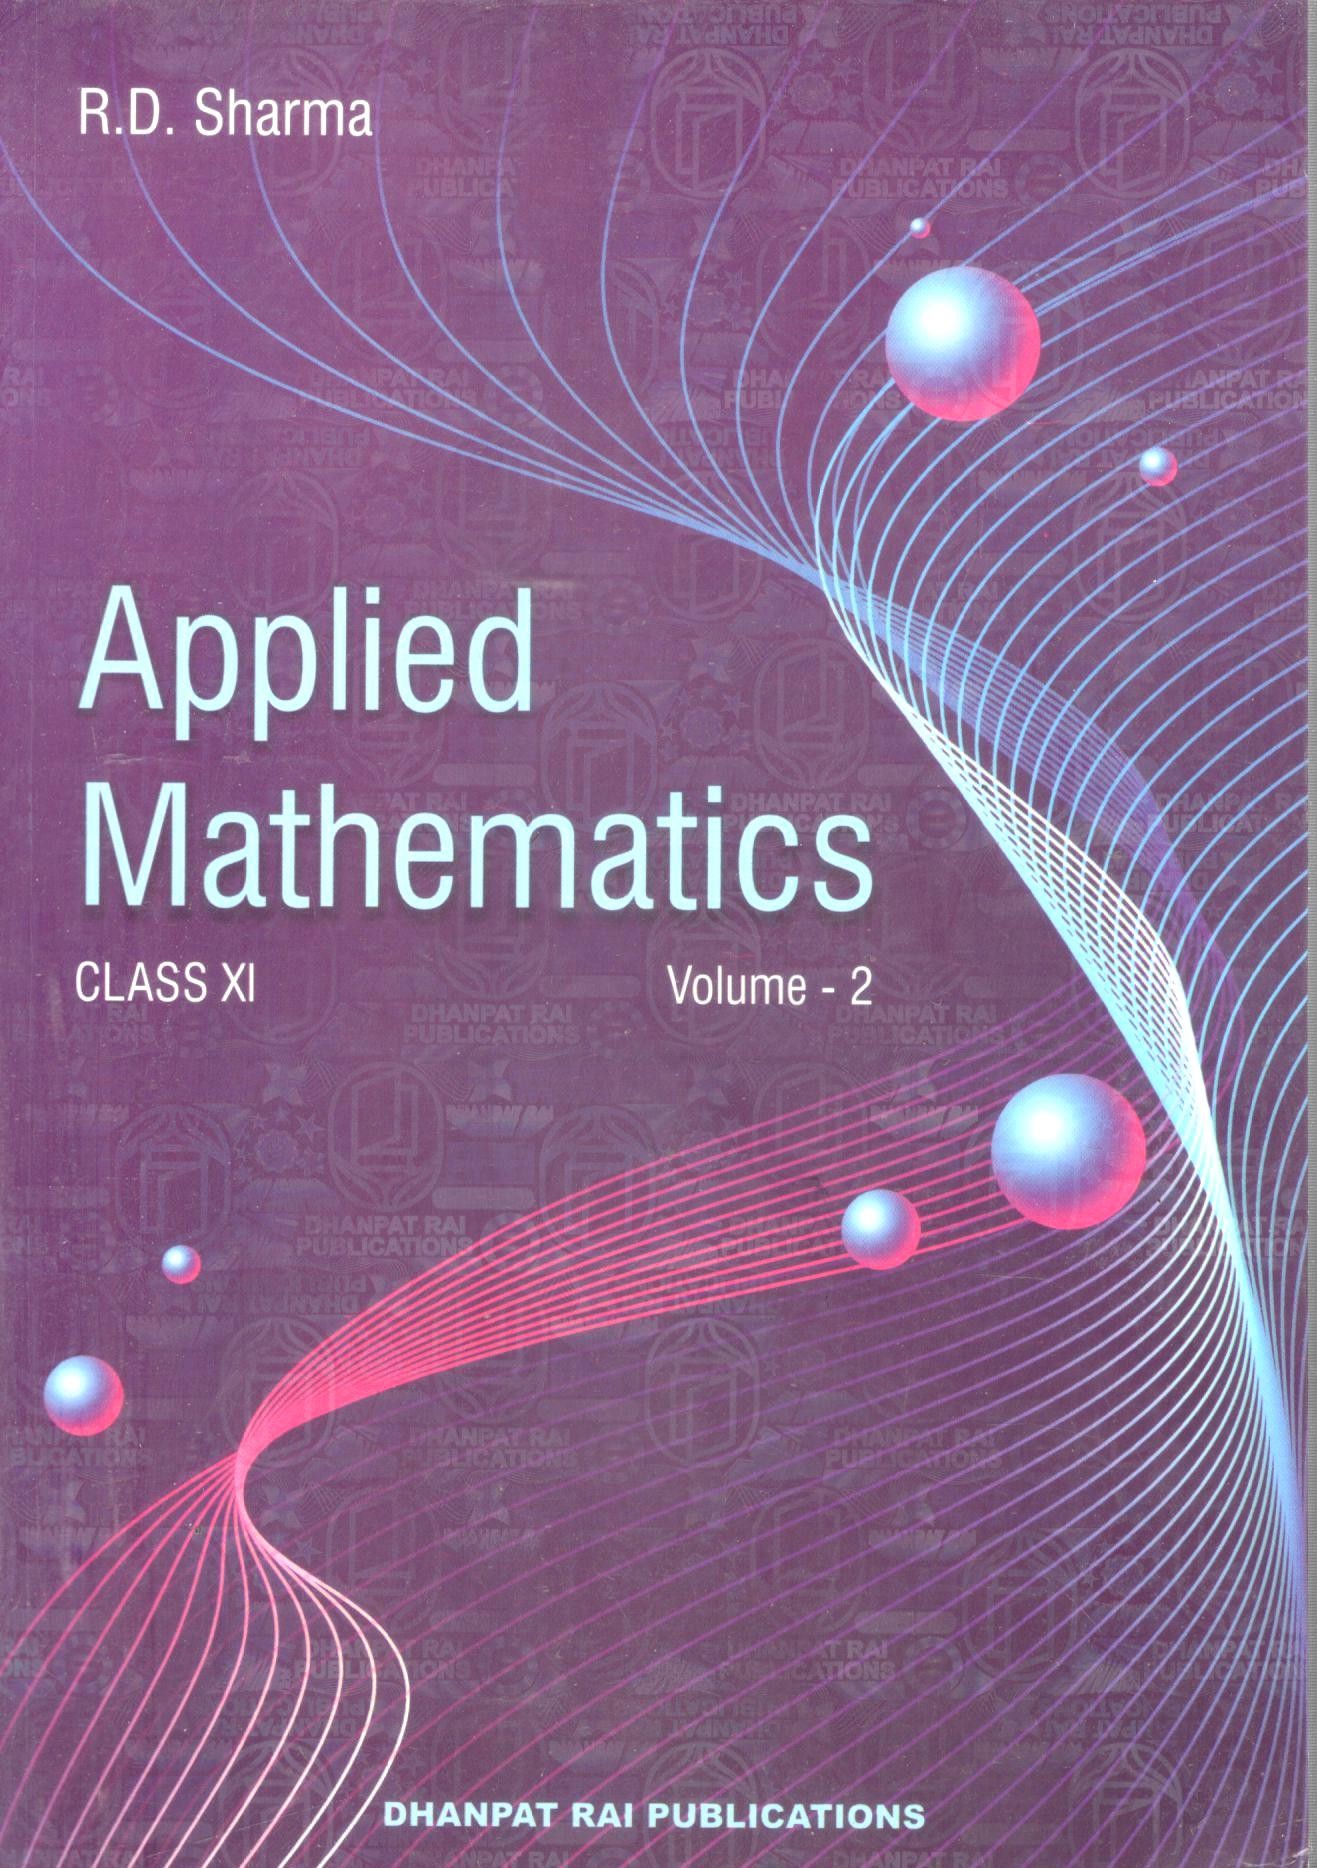 R.D. Sharma
Applied
Mathematics
CLASS XI
Volume - 2
DHANPAT RAI PUBLICATIONS